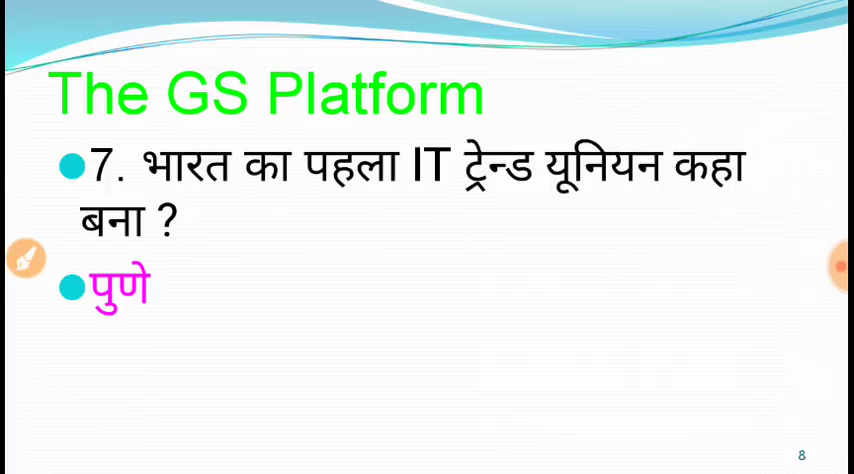 The GS Platform
7. भारत का पहला IT ट्रेन्ड यूनियन कहा
बना ?
पुणे
8